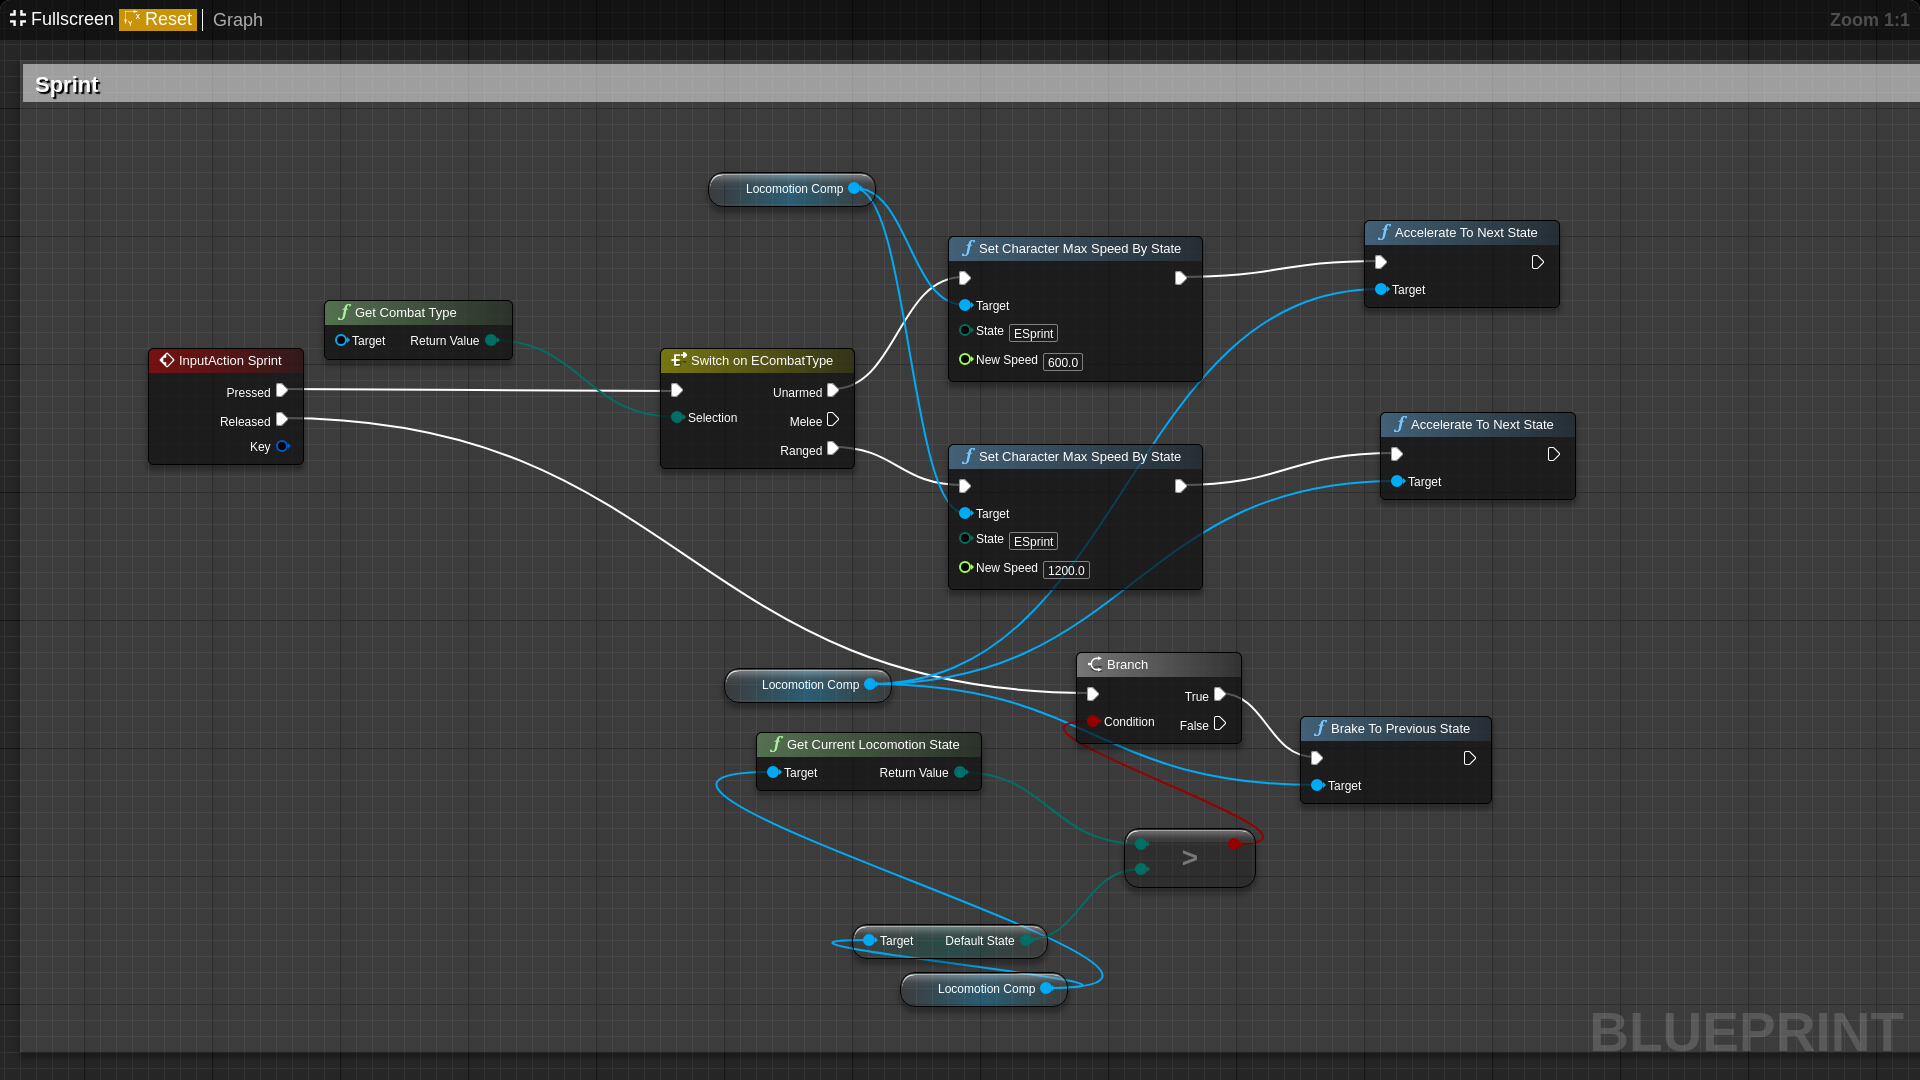 Fullscreen Reset Graph Zoom 1:1
Sprint
Locomotion Comp
Set Character Max Speed By State
Target
State ESprint
New Speed 600.0
Accelerate To Next State
Target
Get Combat Type
Target Return Value
InputAction Sprint
Pressed
Released
Key
Switch on ECombatType
Unarmed
Selection
Melee
Ranged
Set Character Max Speed By State
Target
State ESprint
New Speed 1200.0
Accelerate To Next State
Target
Locomotion Comp
Branch
True
Condition
False
Brake To Previous State
Target
Get Current Locomotion State
Target Return Value
>
Target Default State
Locomotion Comp
BLUEPRINT